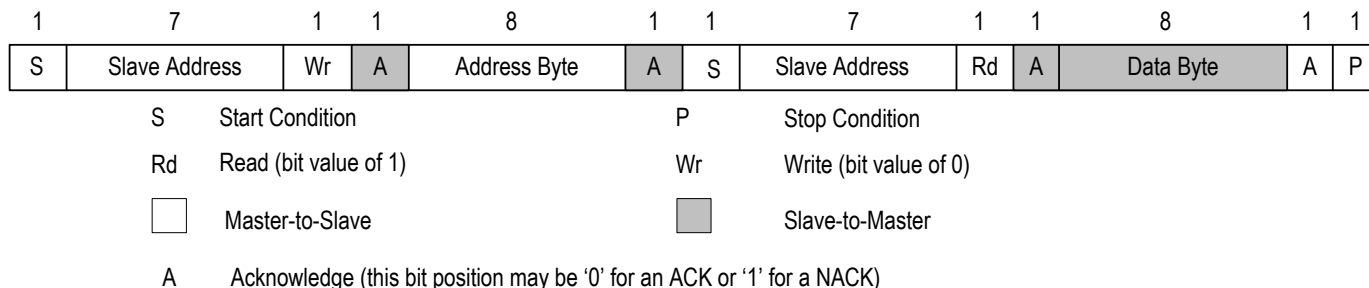 1 7 1 1 8 1 1 7 1 1 8 1 1
S Slave Address Wr A Address Byte A S Slave Address Rd A Data Byte A P
S Start Condition P Stop Condition
Rd Read (bit value of 1) Wr Write (bit value of 0)
Master-to-Slave Slave-to-Master
A Acknowledge (this bit position may be ‘0’ for an ACK or ‘1’ for a NACK)